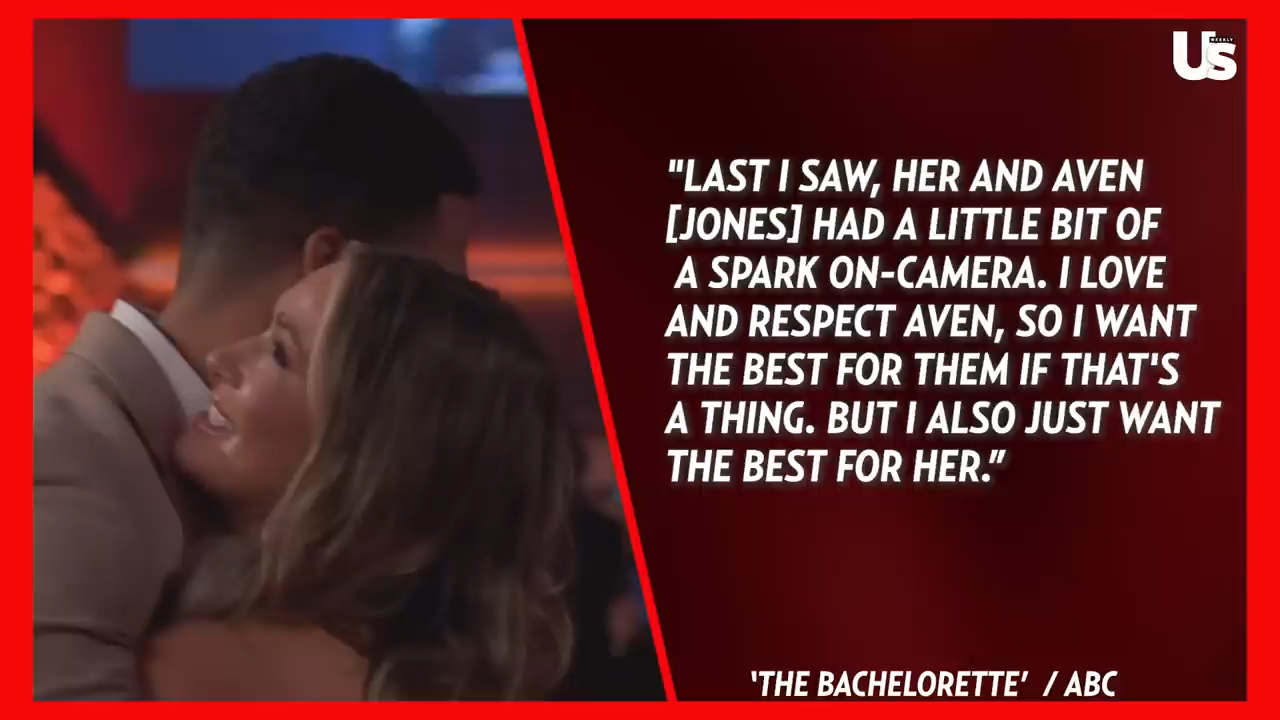 Us
WEEKLY
"LAST I SAW, HER AND AVEN
[JONES] HAD A LITTLE BIT OF
A SPARK ON-CAMERA. I LOVE
AND RESPECT AVEN, SO I WANT
THE BEST FOR THEM IF THAT'S
A THING. BUT I ALSO JUST WANT
THE BEST FOR HER."
'THE BACHELORETTE' / ABC